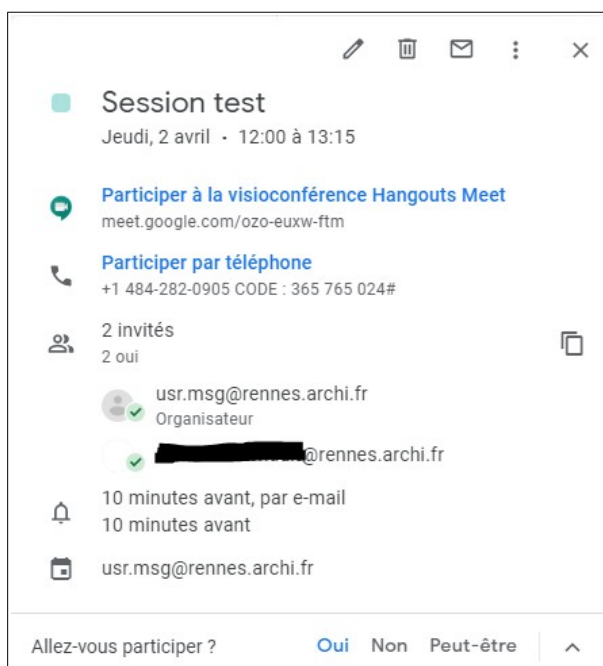 Session test
Jeudi, 2 avril · 12:00 à 13:15
Participer à la visioconférence Hangouts Meet
meet.google.com/ozo-euxw-ftm
Participer par téléphone
+1 484-282-0905 CODE : 365 765 024#
2 invités
2 oui
usr.msg@rennes.archi.fr
Organisateur
@rennes.archi.fr
10 minutes avant, par e-mail
10 minutes avant
usr.msg@rennes.archi.fr
Allez-vous participer ? Oui Non Peut-être